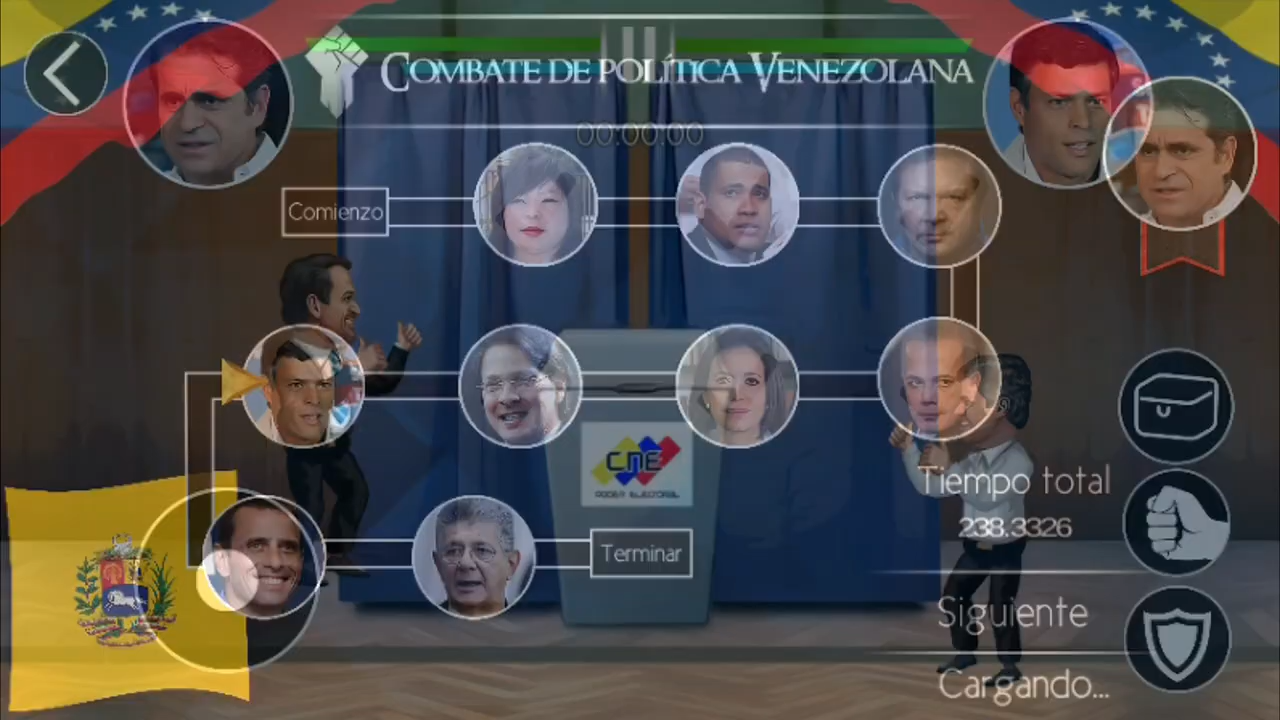 COMBATE DE POLÍTICA VENEZOLANA
00:00:00
Comienzo
CNE
PODER ELECTORAL
Tiempo total
238.3326
Terminar
Siguiente
Cargando...